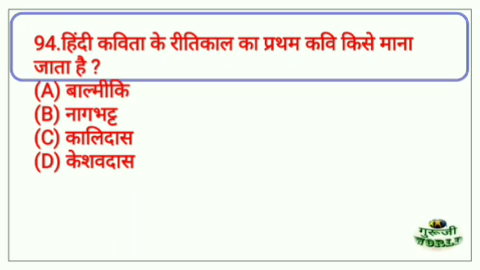 94.हिंदी कविता के रीतिकाल का प्रथम कवि किसे माना
जाता है ?
(A) बाल्मीकि
(B) नागभट्ट
(C) कालिदास
(D) केशवदास
गुरूजी
WORLD